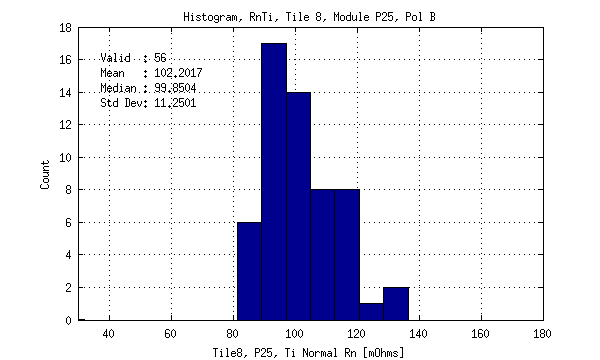 Histogram, RnTi, Tile 8, Module P25, Pol B
18
16
14
12
10
8
6
4
2
0
Count
Valid : 56
Mean : 102.2017
Median : 99.8504
Std Dev: 11.2501
40 60 80 100 120 140 160 180
Tile8, P25, Ti Normal Rn [mOhms]